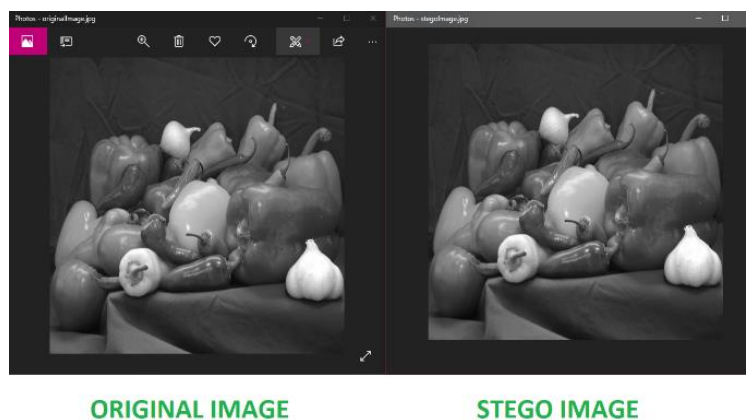 Photos - originalImage.jpg
Photos - stegoImage.jpg
ORIGINAL IMAGE
STEGO IMAGE